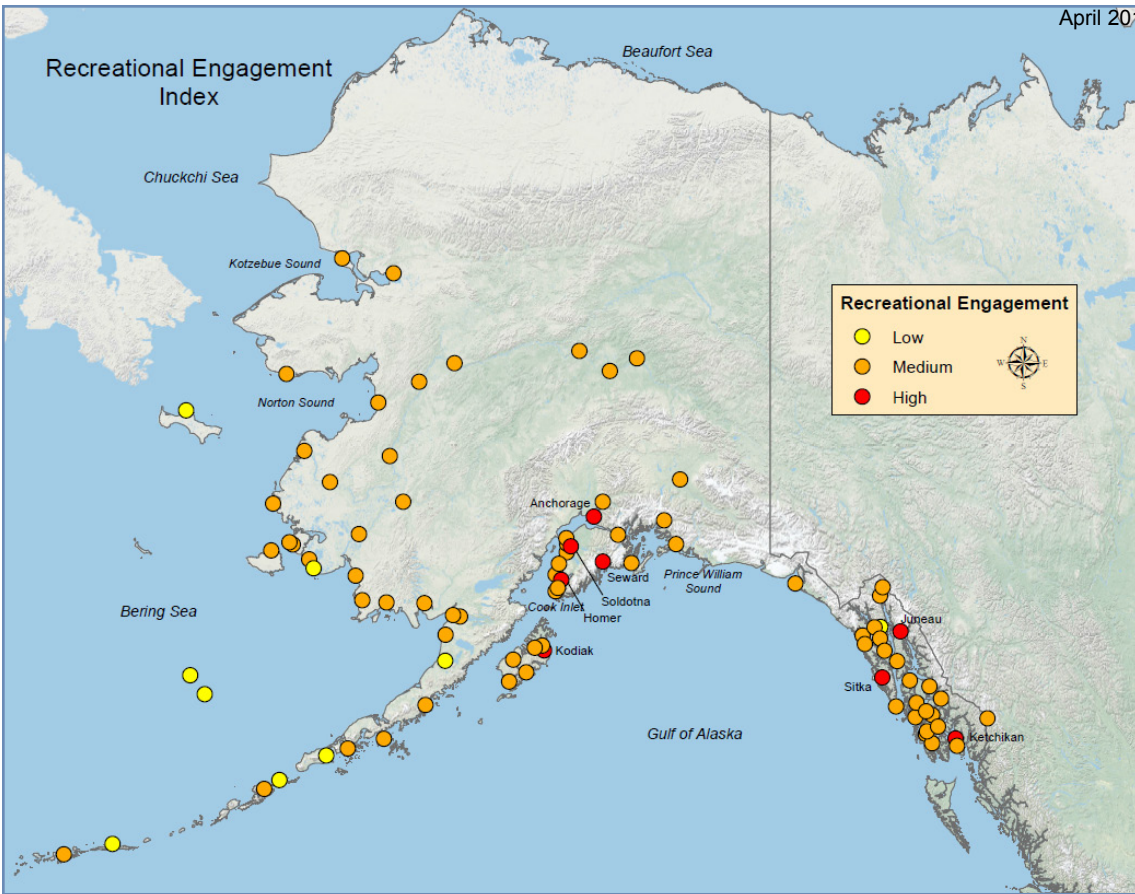 April 20
Recreational Engagement
Index
Beaufort Sea
Chuckchi Sea
Kotzebue Sound
Recreational Engagement
Low
Medium
High
N
W E
S
Norton Sound
Anchorage
Seward
Prince William
Sound
Soldotna
Cook Inlet
Homer
Bering Sea
Kodiak
Juneau
Sitka
Gulf of Alaska
Ketchikan